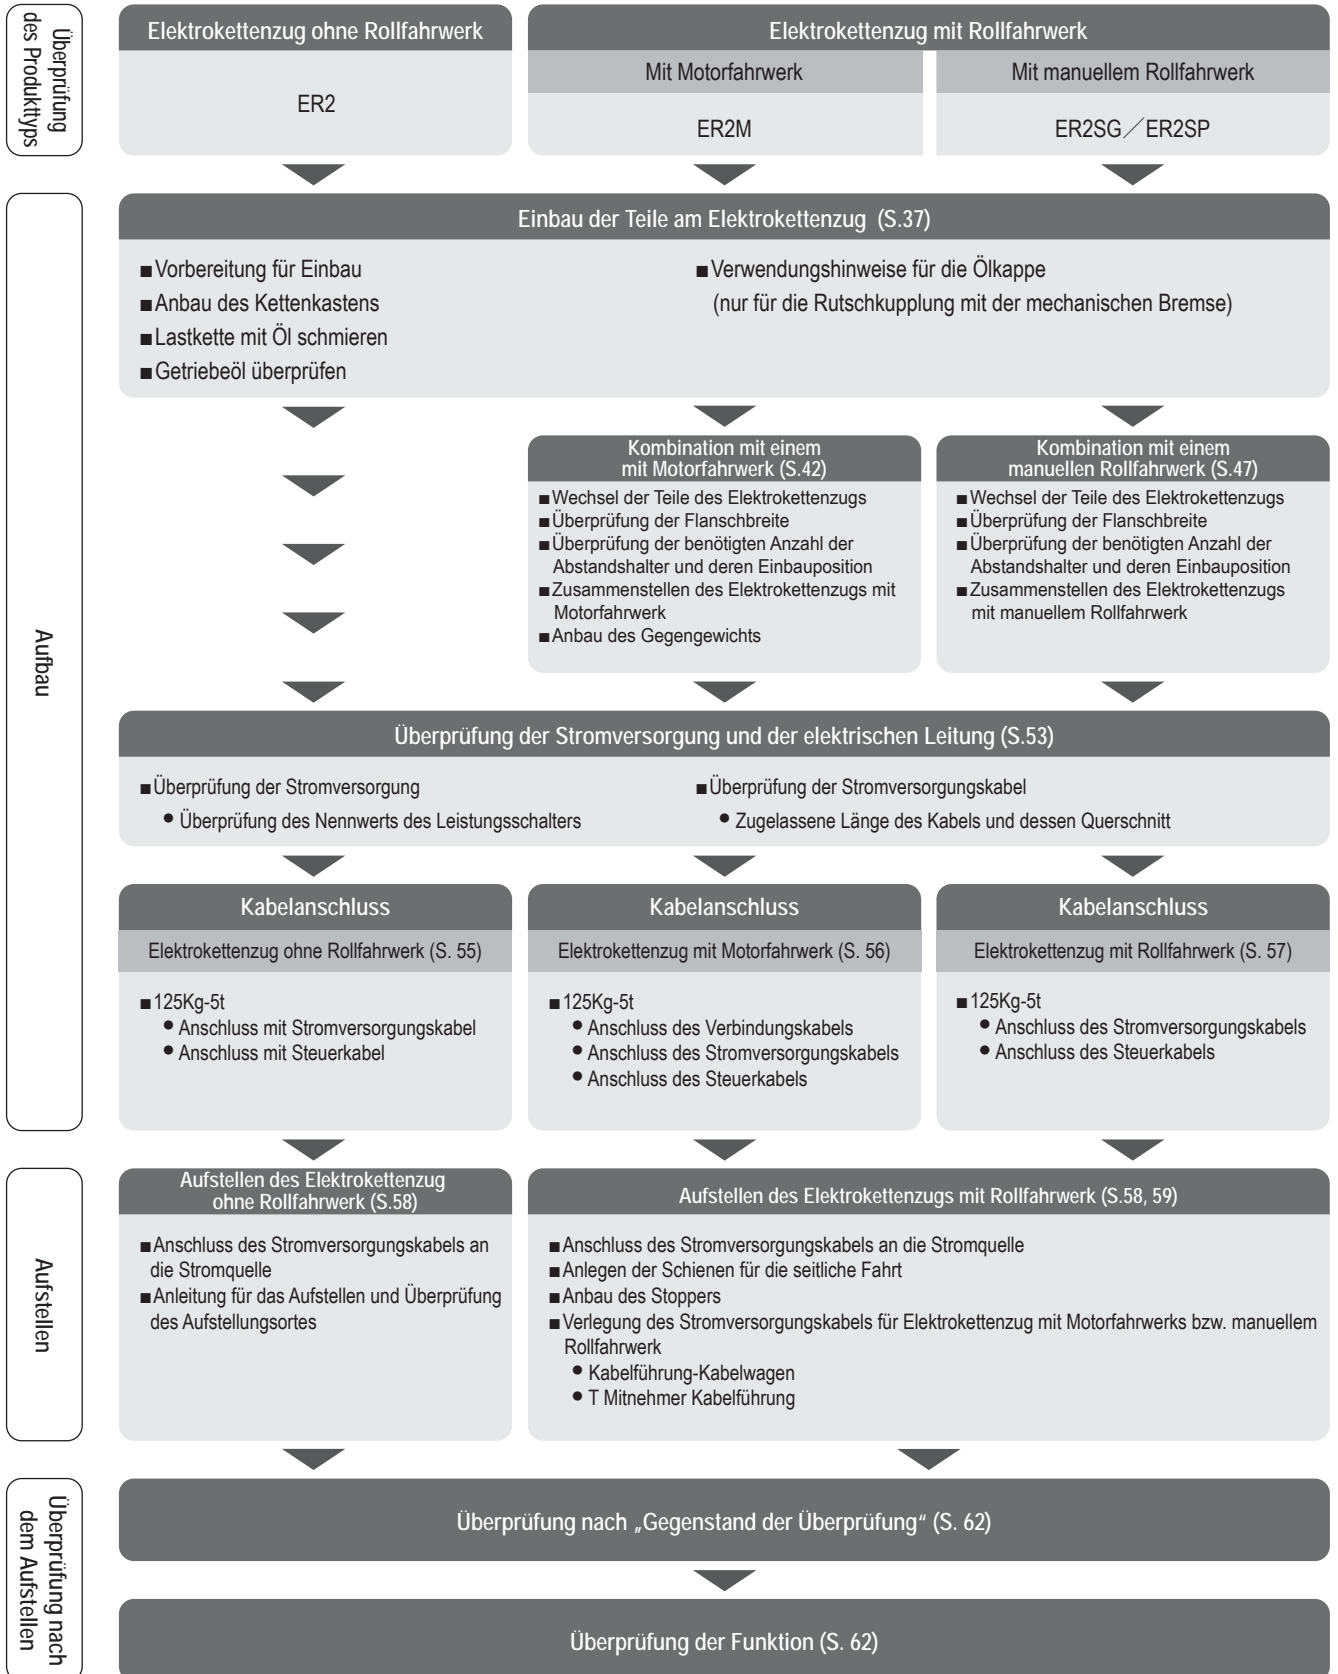 Überprüfung
des Produkttyps
Elektrokettenzug ohne Rollfahrwerk
ER2
Elektrokettenzug mit Rollfahrwerk
Mit Motorfahrwerk
ER2M
Mit manuellem Rollfahrwerk
ER2SG／ER2SP
Aufbau
Einbau der Teile am Elektrokettenzug (S.37)
■Vorbereitung für Einbau
■Anbau des Kettenkastens
■Lastkette mit Öl schmieren
■Getriebeöl überprüfen
■Verwendungshinweise für die Ölkappe
(nur für die Rutschkupplung mit der mechanischen Bremse)
Kombination mit einem
mit Motorfahrwerk (S.42)
■Wechsel der Teile des Elektrokettenzugs
■Überprüfung der Flanschbreite
■Überprüfung der benötigten Anzahl der
Abstandshalter und deren Einbauposition
■Zusammenstellen des Elektrokettenzugs mit
Motorfahrwerk
■Anbau des Gegengewichts
Kombination mit einem
manuellen Rollfahrwerk (S.47)
■Wechsel der Teile des Elektrokettenzugs
■Überprüfung der Flanschbreite
■Überprüfung der benötigten Anzahl der
Abstandshalter und deren Einbauposition
■Zusammenstellen des Elektrokettenzugs
mit manuellem Rollfahrwerk
Überprüfung der Stromversorgung und der elektrischen Leitung (S.53)
■Überprüfung der Stromversorgung
● Überprüfung des Nennwerts des Leistungsschalters
■Überprüfung der Stromversorgungskabel
● Zugelassene Länge des Kabels und dessen Querschnitt
Kabelanschluss
Elektrokettenzug ohne Rollfahrwerk (S. 55)
■125Kg-5t
● Anschluss mit Stromversorgungskabel
● Anschluss mit Steuerkabel
Kabelanschluss
Elektrokettenzug mit Motorfahrwerk (S. 56)
■125Kg-5t
● Anschluss des Verbindungskabels
● Anschluss des Stromversorgungskabels
● Anschluss des Steuerkabels
Kabelanschluss
Elektrokettenzug mit Rollfahrwerk (S. 57)
■125Kg-5t
● Anschluss des Stromversorgungskabels
● Anschluss des Steuerkabels
Aufstellen
Aufstellen des Elektrokettenzug
ohne Rollfahrwerk (S.58)
■Anschluss des Stromversorgungskabels an
die Stromquelle
■Anleitung für das Aufstellen und Überprüfung
des Aufstellungsortes
Aufstellen des Elektrokettenzugs mit Rollfahrwerk (S.58, 59)
■Anschluss des Stromversorgungskabels an die Stromquelle
■Anlegen der Schienen für die seitliche Fahrt
■Anbau des Stoppers
■Verlegung des Stromversorgungskabels für Elektrokettenzug mit Motorfahrwerks bzw. manuellem
Rollfahrwerk
● Kabelführung-Kabelwagen
● T Mitnehmer Kabelführung
Überprüfung nach
dem Aufstellen
Überprüfung nach „Gegenstand der Überprüfung“ (S. 62)
Überprüfung der Funktion (S. 62)